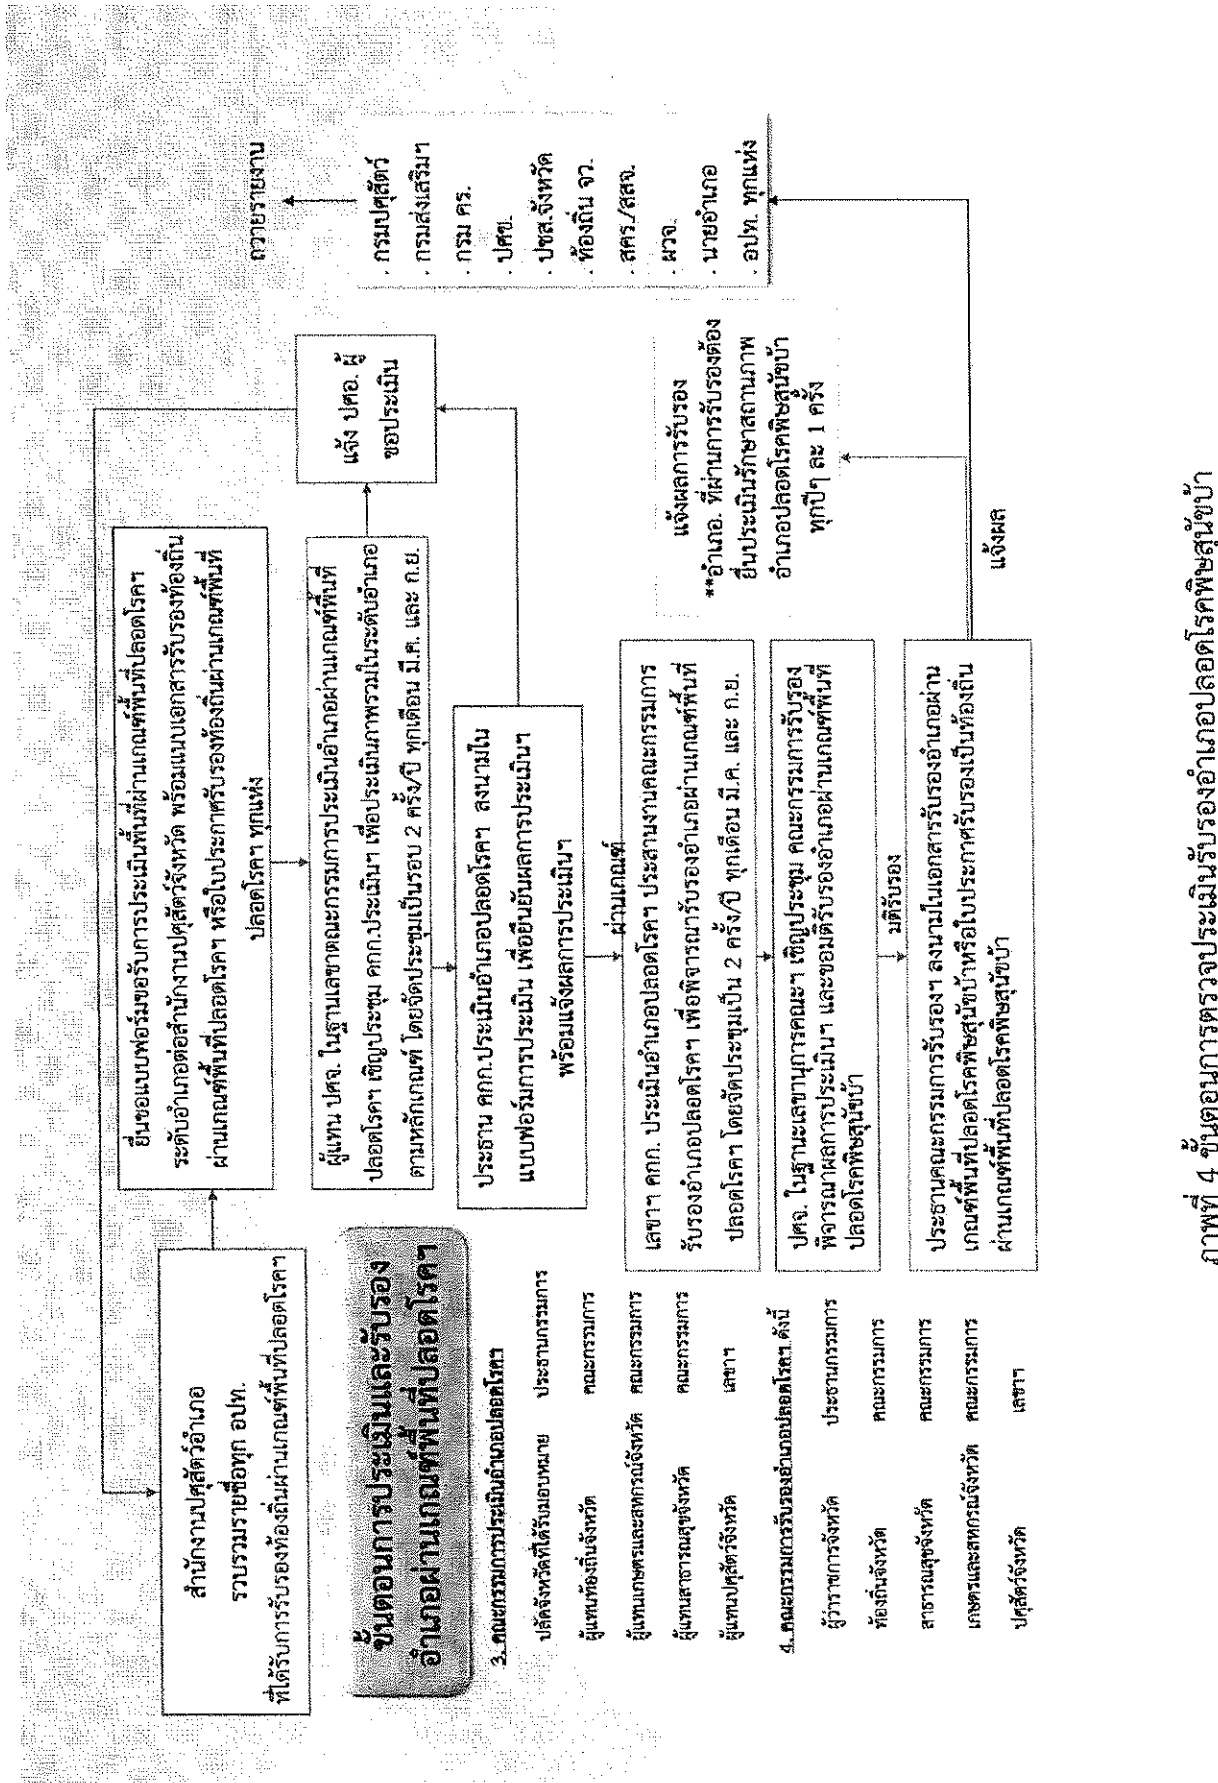 สำนักงานปศุสัตว์อำเภอ
รวบรวมรายชื่อทุก อปท.
ที่ได้รับการรับรองท้องถิ่นผ่านเกณฑ์พื้นที่ปลอดโรคฯ
ยื่นขอแบบฟอร์มขอรับการประเมินพื้นที่ผ่านเกณฑ์พื้นที่ปลอดโรคฯ
ระดับอำเภอต่อสำนักงานปศุสัตว์จังหวัด พร้อมแนบเอกสารรับรองท้องถิ่น
ผ่านเกณฑ์พื้นที่ปลอดโรคฯ หรือใบประกาศรับรองท้องถิ่นผ่านเกณฑ์พื้นที่
ปลอดโรคฯ ทุกแห่ง
ขั้นตอนการประเมินและรับรอง
อำเภอผ่านเกณฑ์พื้นที่ปลอดโรคฯ
ผู้แทน ปศจ. ในฐานเลขาคณะกรรมการประเมินอำเภอผ่านเกณฑ์พื้นที่
ปลอดโรคฯ เชิญประชุม คกก.ประเมินฯ เพื่อประเมินภาพรวมในระดับอำเภอ
ตามหลักเกณฑ์ โดยจัดประชุมเป็นรอบ 2 ครั้ง/ปี ทุกเดือน มี.ค. และ ก.ย.
แจ้ง ปศอ. ผู้
ขอประเมิน
ประธาน คกก.ประเมินอำเภอปลอดโรคฯ ลงนามใน
แบบฟอร์มการประเมิน เพื่อยืนยันผลการประเมินฯ
พร้อมแจ้งผลการประเมินฯ
ผ่านเกณฑ์
เลขาฯ คกก. ประเมินอำเภอปลอดโรคฯ ประสานงานคณะกรรมการ
รับรองอำเภอปลอดโรคฯ เพื่อพิจารณารับรองอำเภอผ่านเกณฑ์พื้นที่
ปลอดโรคฯ โดยจัดประชุมเป็น 2 ครั้ง/ปี ทุกเดือน มี.ค. และ ก.ย.
ปศจ. ในฐานะเลขานุการคณะฯ เชิญประชุม คณะกรรมการรับรอง
พิจารณาผลการประเมินฯ และขอมติรับรองอำเภอผ่านเกณฑ์พื้นที่
ปลอดโรคพิษสุนัขบ้า
มติรับรอง
ประธานคณะกรรมการรับรองฯ ลงนามในเอกสารรับรองอำเภอผ่าน
เกณฑ์พื้นที่ปลอดโรคพิษสุนัขบ้าหรือใบประกาศรับรองเป็นท้องถิ่น
ผ่านเกณฑ์พื้นที่ปลอดโรคพิษสุนัขบ้า
แจ้งผล
แจ้งผลการรับรอง
**อำเภอ. ที่ผ่านการรับรองต้อง
ยื่นประเมินรักษาสถานภาพ
อำเภอปลอดโรคพิษสุนัขบ้า
ทุกปีๆ ละ 1 ครั้ง
ถวายรายงาน
. กรมปศุสัตว์
. กรมส่งเสริมฯ
. กรม คร.
. ปศข.
. ปชส.จังหวัด
. ท้องถิ่น จว.
. สคร./สสจ.
. ผวจ.
. นายอำเภอ
. อปท. ทุกแห่ง
3. คณะกรรมการประเมินอำเภอปลอดโรคฯ
ปลัดจังหวัดที่ได้รับมอบหมาย ประธานกรรมการ
ผู้แทนท้องถิ่นจังหวัด คณะกรรมการ
ผู้แทนเกษตรและสหกรณ์จังหวัด คณะกรรมการ
ผู้แทนสาธารณสุขจังหวัด คณะกรรมการ
ผู้แทนปศุสัตว์จังหวัด เลขาฯ
4. คณะกรรมการรับรองอำเภอปลอดโรคฯ ดังนี้
ผู้ว่าราชการจังหวัด ประธานกรรมการ
ท้องถิ่นจังหวัด คณะกรรมการ
สาธารณสุขจังหวัด คณะกรรมการ
เกษตรและสหกรณ์จังหวัด คณะกรรมการ
ปศุสัตว์จังหวัด เลขาฯ
ภาพที่ 4 ขั้นตอนการตรวจประเมินรับรองอำเภอปลอดโรคพิษสุนัขบ้า